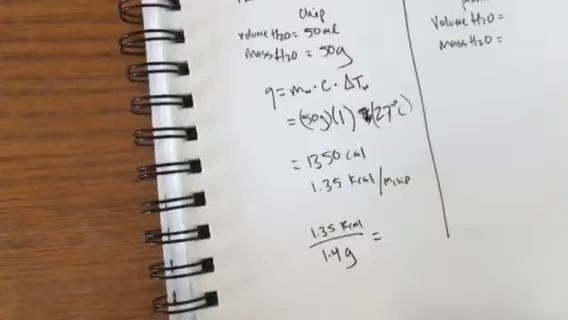 chip
volume H2O = 50ml
mass H2O = 50g
q = mw · c · ΔTw
= (50g)(1) (27°C)
= 1350 cal
1.35 Kcal/mchip
1.35 Kcal
1.4g
=
Volume H2O =
mass H2O =